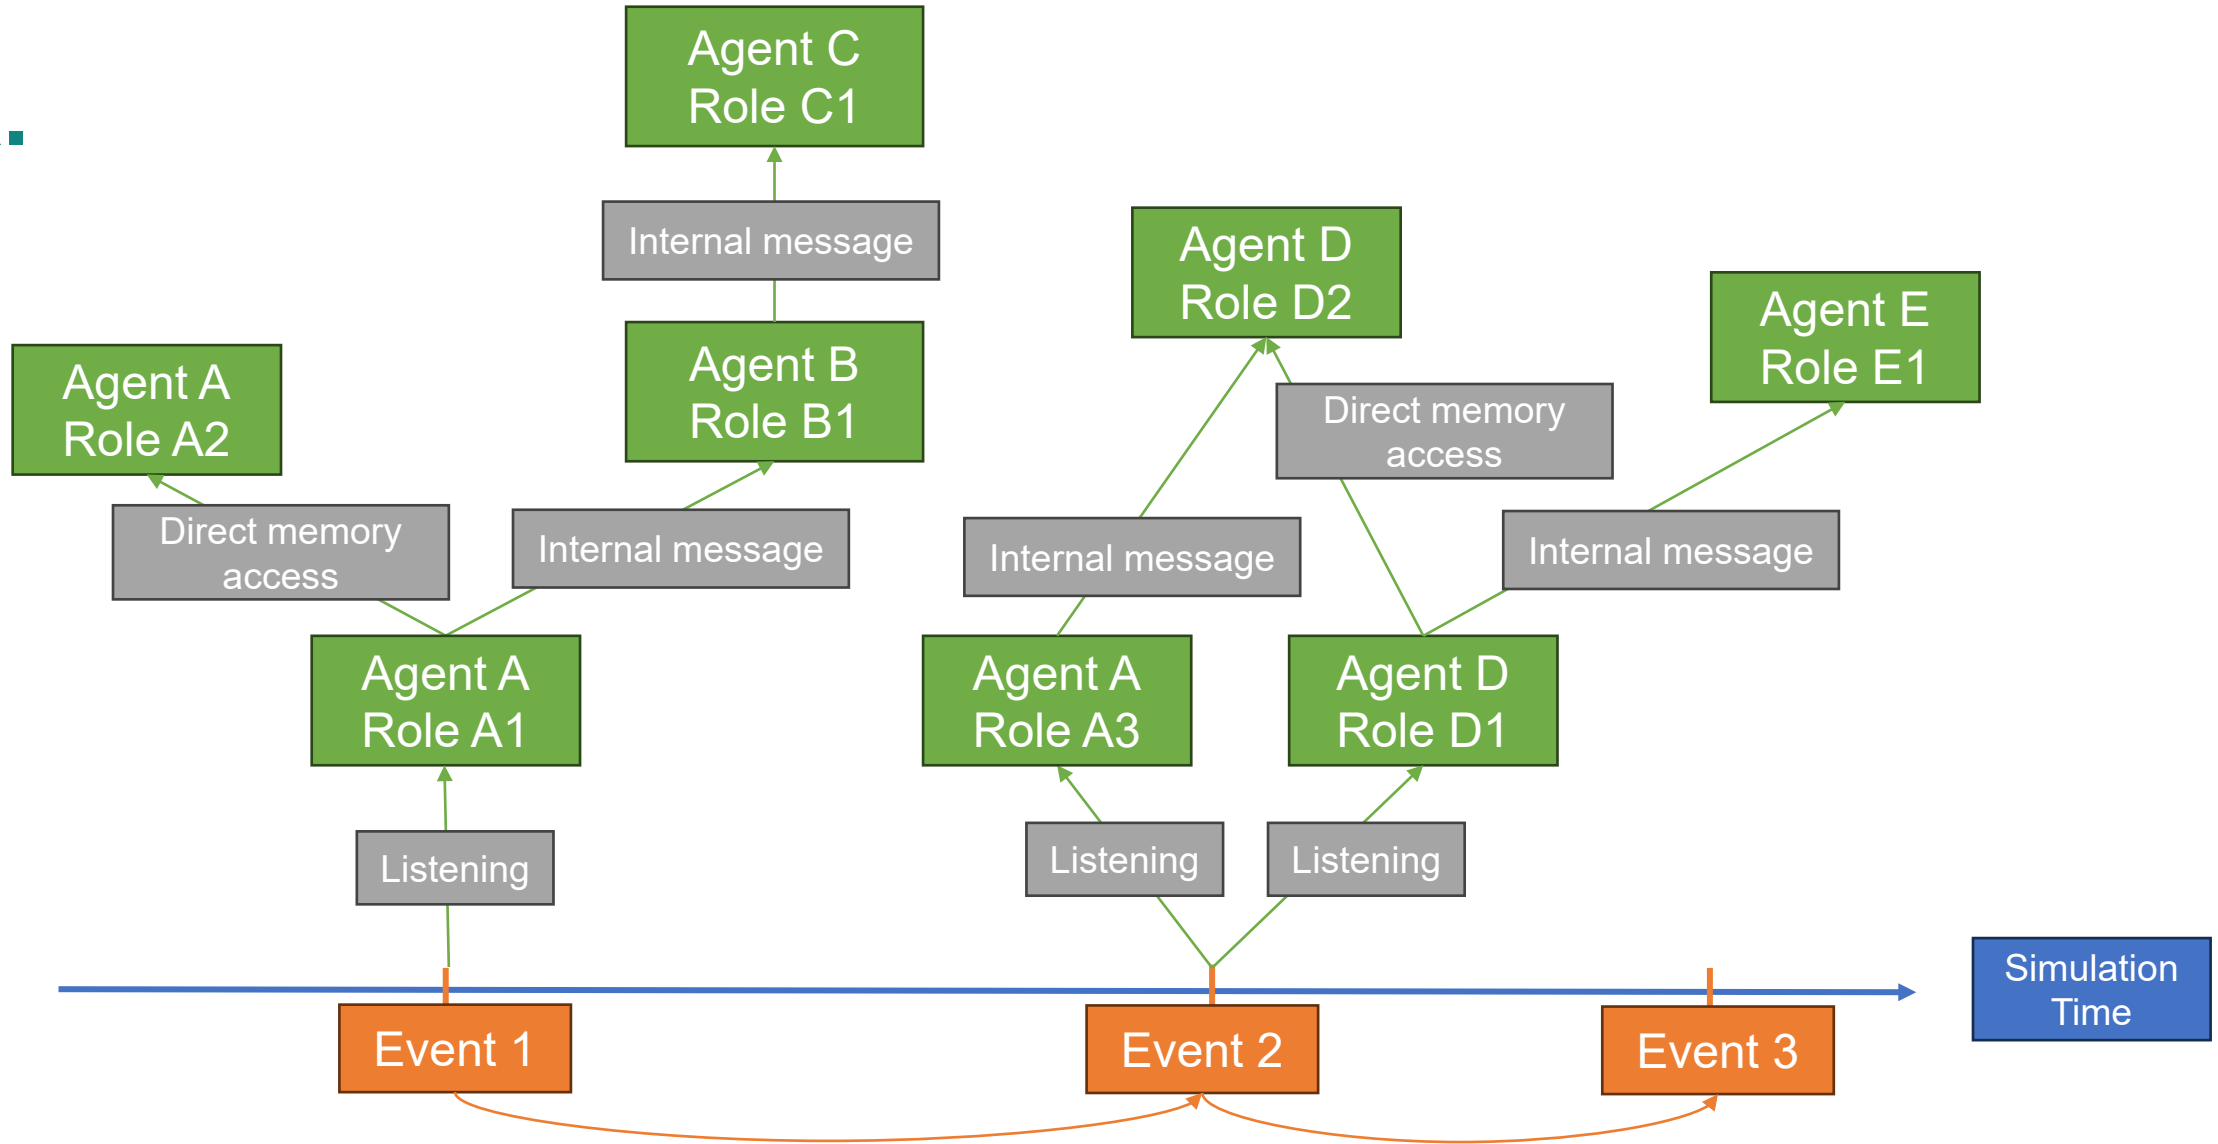 Agent C
Role C1
Internal message
Agent D
Role D2
Agent E
Role E1
Agent A
Role A2
Agent B
Role B1
Direct memory
access
Direct memory
access
Internal message
Internal message
Internal message
Agent A
Role A1
Agent A
Role A3
Agent D
Role D1
Listening
Listening
Listening
Simulation
Time
Event 1
Event 2
Event 3